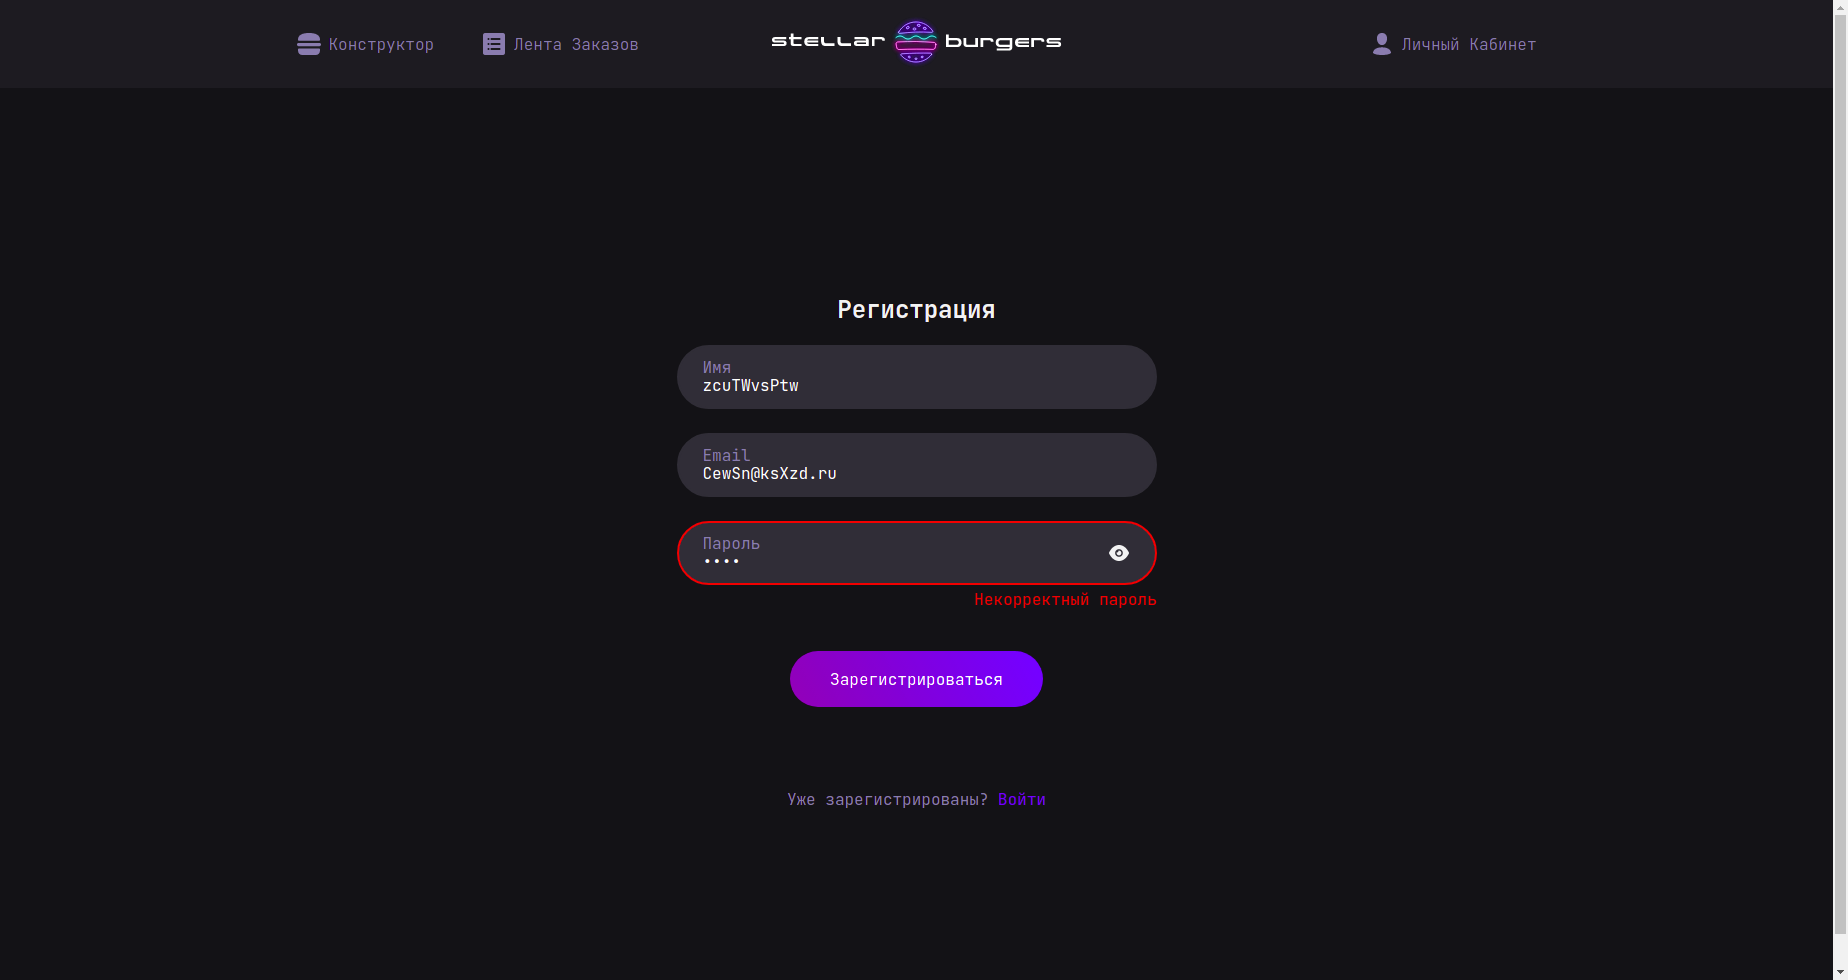 Конструктор
Лента Заказов
stellar burgers
Личный Кабинет
Регистрация
Имя
zcuTWvsPtw
Email
CewSn@ksXzd.ru
Пароль
••••
Некорректный пароль
Зарегистрироваться
Уже зарегистрированы? Войти